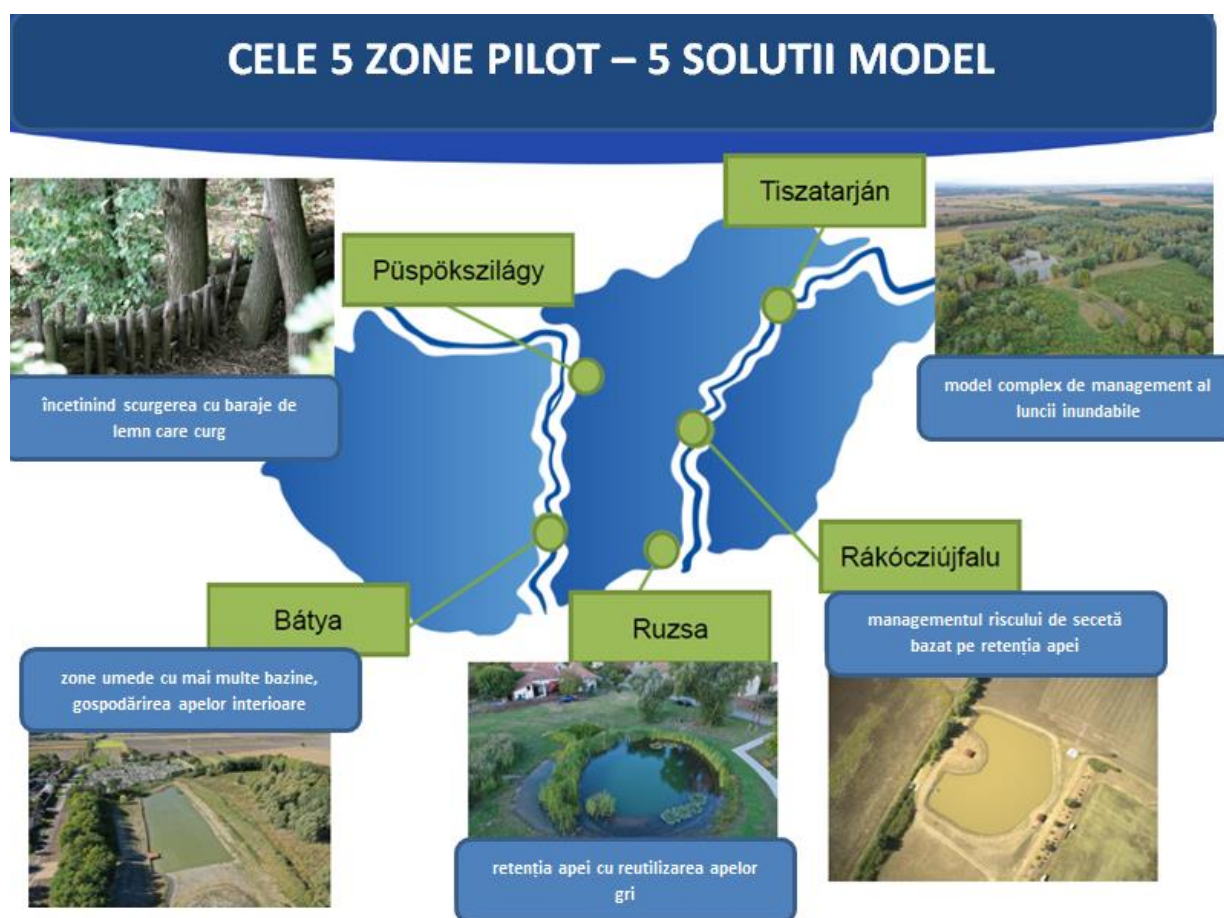 CELE 5 ZONE PILOT – 5 SOLUTII MODEL
Tiszatarján
Püspökszilágy
încetinind scurgerea cu baraje de
lemn care curg
model complex de management al
luncii inundabile
Rákócziújfalu
managementul riscului de secetă
bazat pe retenția apei
Bátya
zone umede cu mai multe bazine,
gospodărirea apelor interioare
Ruzsa
retenția apei cu reutilizarea apelor
gri